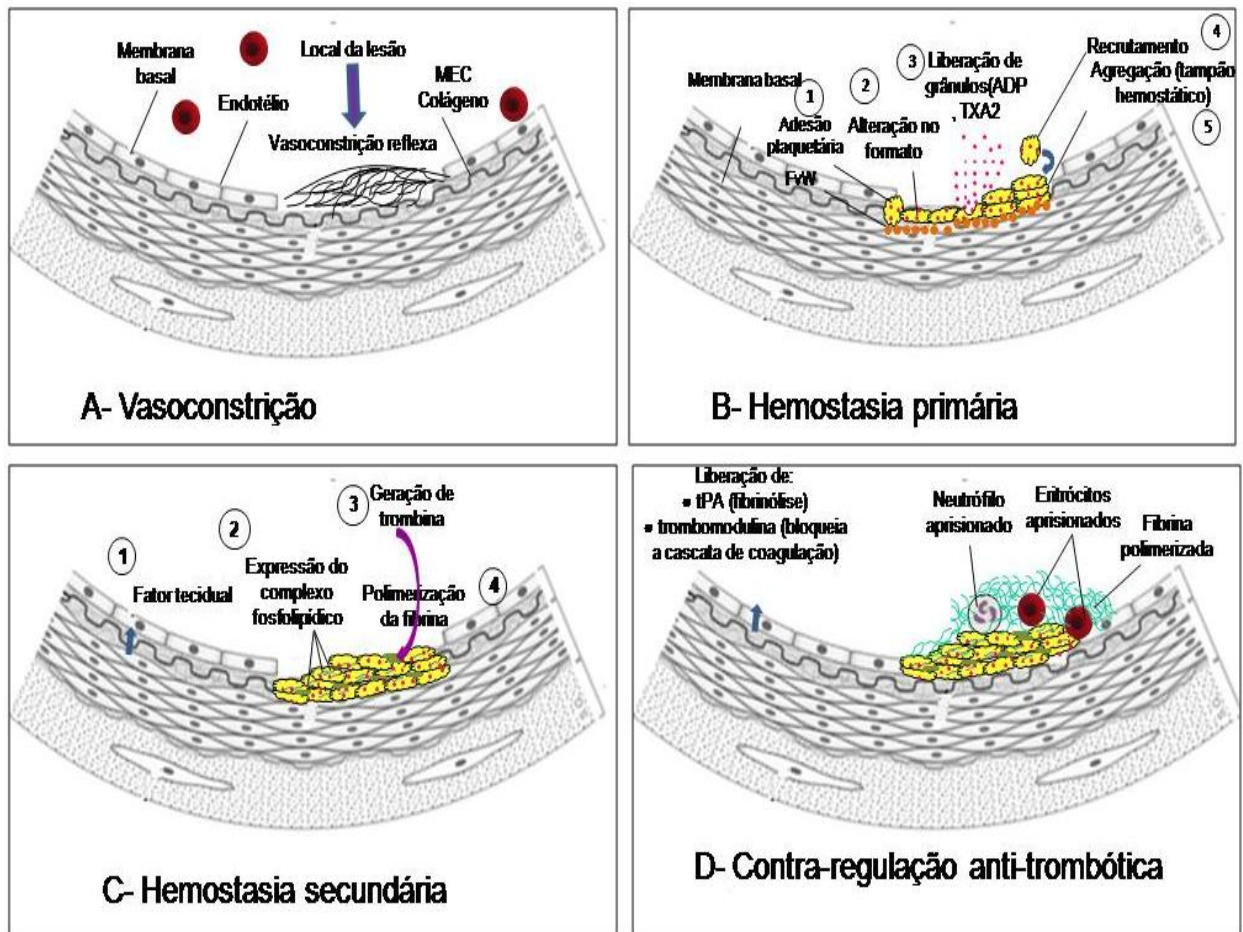 Membrana
basal
Endotélio
Local da lesão
MEC
Colágeno
Vasoconstrição reflexa
A- Vasoconstrição
Membrana basal
1
Adesão
plaquetária
FvW
2
Alteração no
formato
3
Liberação de
grânulos(ADP
, TXA2
4
Recrutamento
Agregação (tampão
hemostático)
5
B- Hemostasia primária
1
Fator tecidual
2
Expressão do
complexo
fosfolipídico
3
Geração de
trombina
Polimerização
da fibrina
4
C- Hemostasia secundária
Liberação de:
• tPA (fibrinólise)
• trombomodulina (bloqueia
a cascata de coagulação)
Neutrófilo
aprisionado
Eritrócitos
aprisionados
Fibrina
polimerizada
D- Contra-regulação anti-trombótica